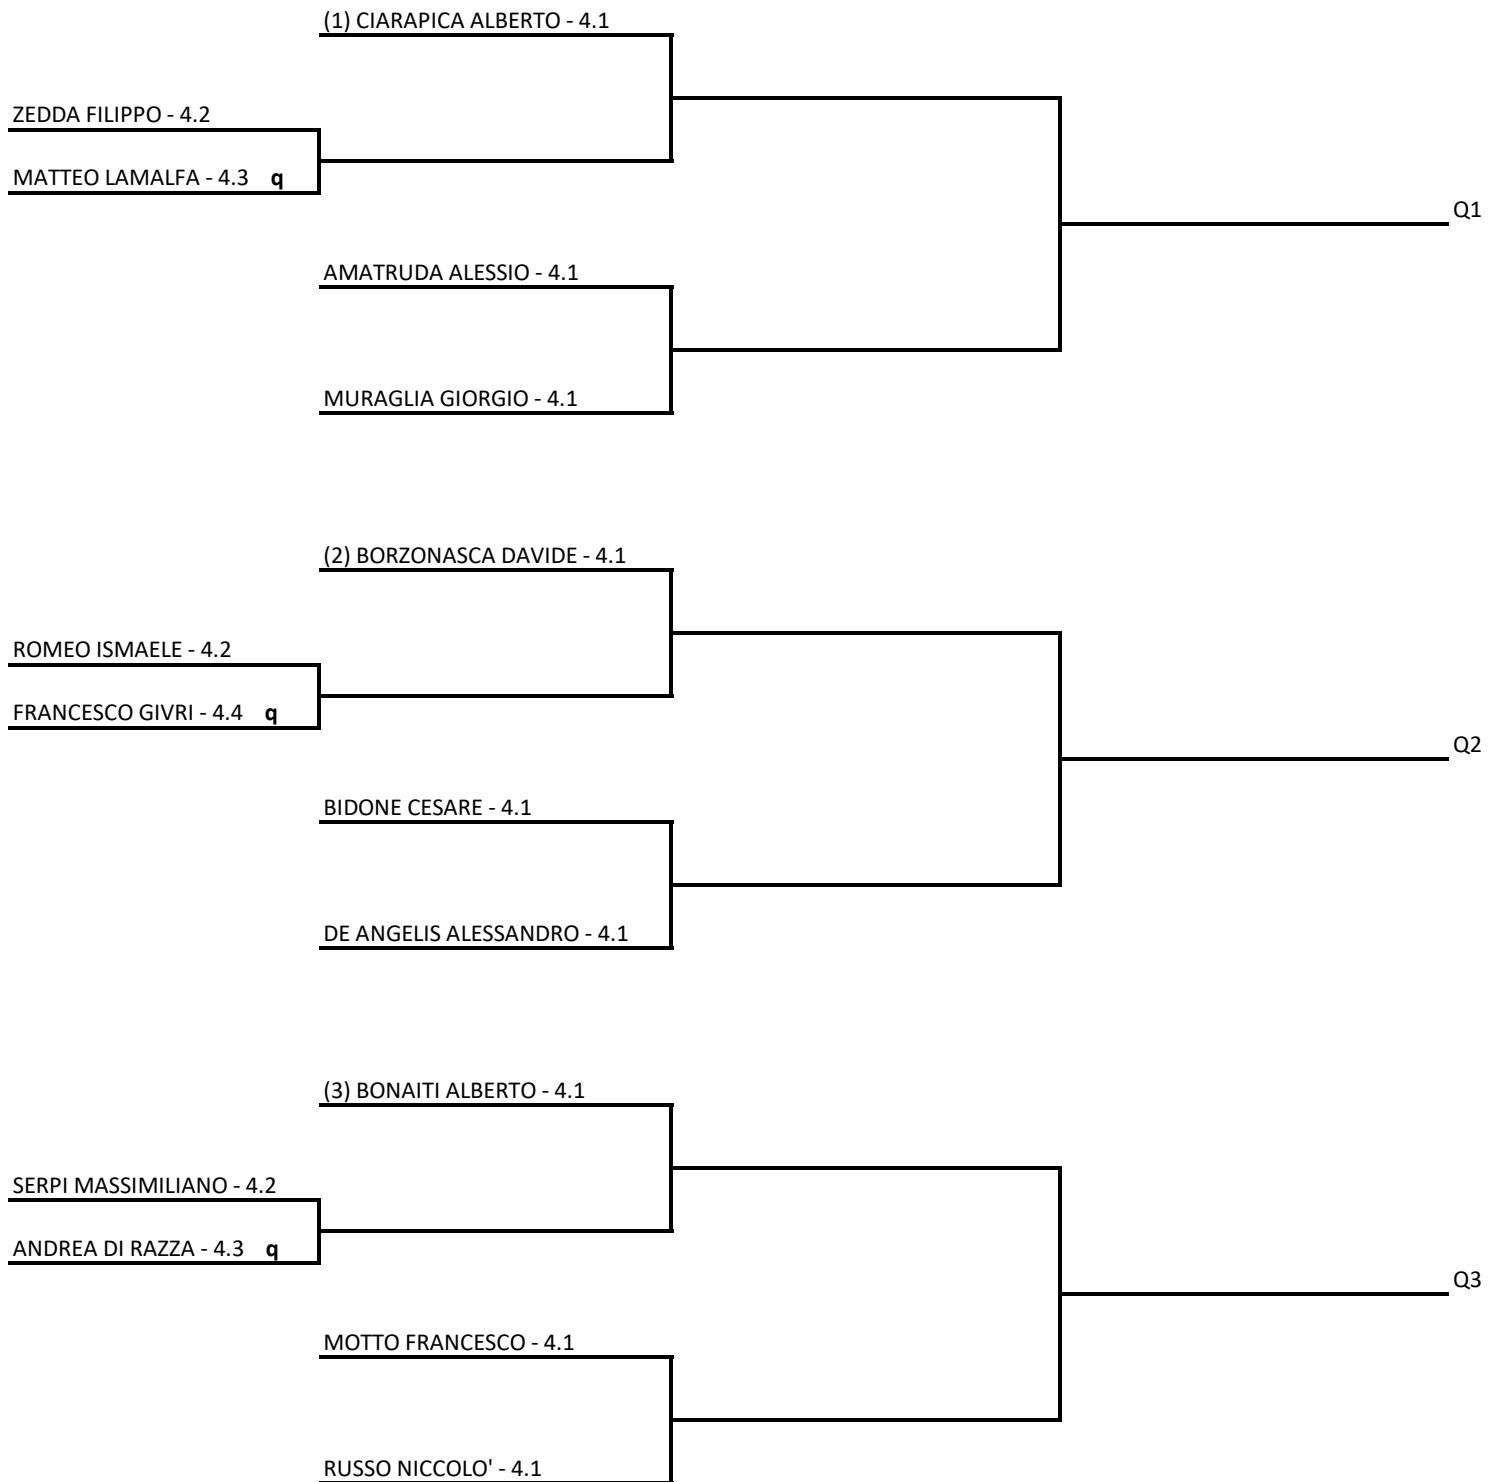 (1) CIARAPICA ALBERTO - 4.1
ZEDDA FILIPPO - 4.2
MATTEO LAMALFA - 4.3 q
Q1
AMATRUDA ALESSIO - 4.1
MURAGLIA GIORGIO - 4.1
(2) BORZONASCA DAVIDE - 4.1
ROMEO ISMAELE - 4.2
FRANCESCO GIVRI - 4.4 q
Q2
BIDONE CESARE - 4.1
DE ANGELIS ALESSANDRO - 4.1
(3) BONAITI ALBERTO - 4.1
SERPI MASSIMILIANO - 4.2
ANDREA DI RAZZA - 4.3 q
Q3
MOTTO FRANCESCO - 4.1
RUSSO NICCOLO' - 4.1